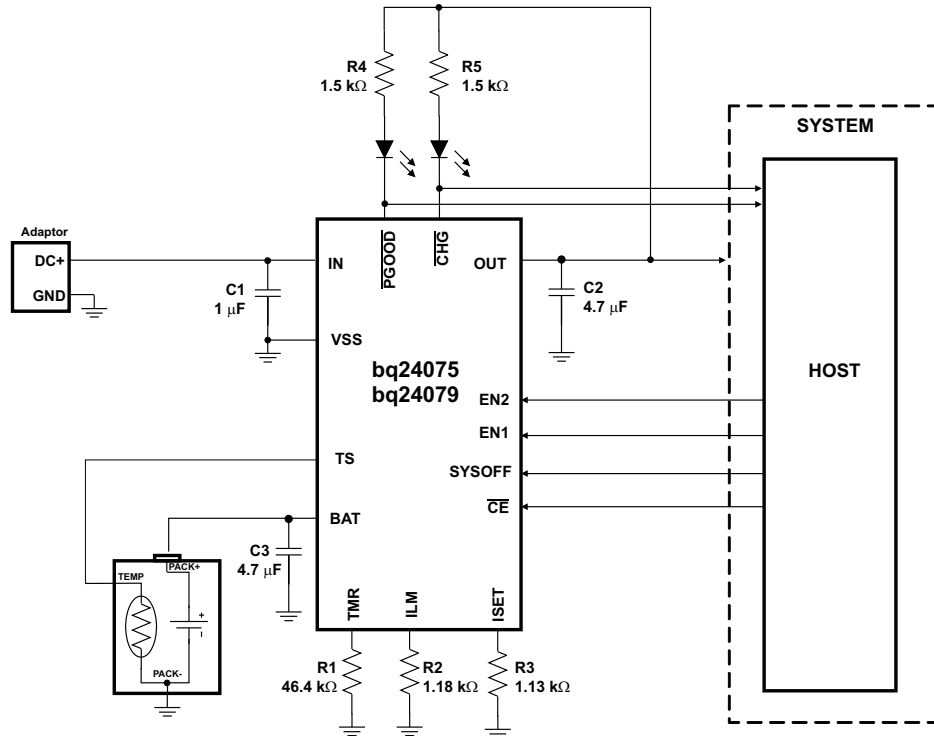 R4
1.5 kΩ
R5
1.5 kΩ
SYSTEM
Adaptor
DC+
GND
IN
PGOOD
CHG
OUT
C1
1 μF
C2
4.7 μF
VSS
bq24075
bq24079
HOST
EN2
EN1
TS
SYSOFF
CE
BAT
C3
4.7 μF
TEMP
PACK+
+
–
PACK-
TMR
ILM
ISET
R1
46.4 kΩ
R2
1.18 kΩ
R3
1.13 kΩ